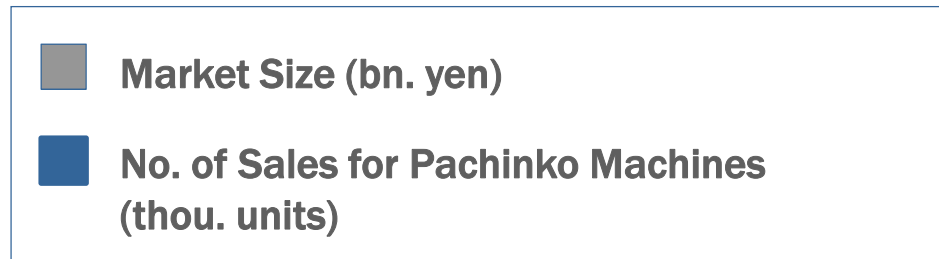 Market Size (bn. yen)
No. of Sales for Pachinko Machines
(thou. units)